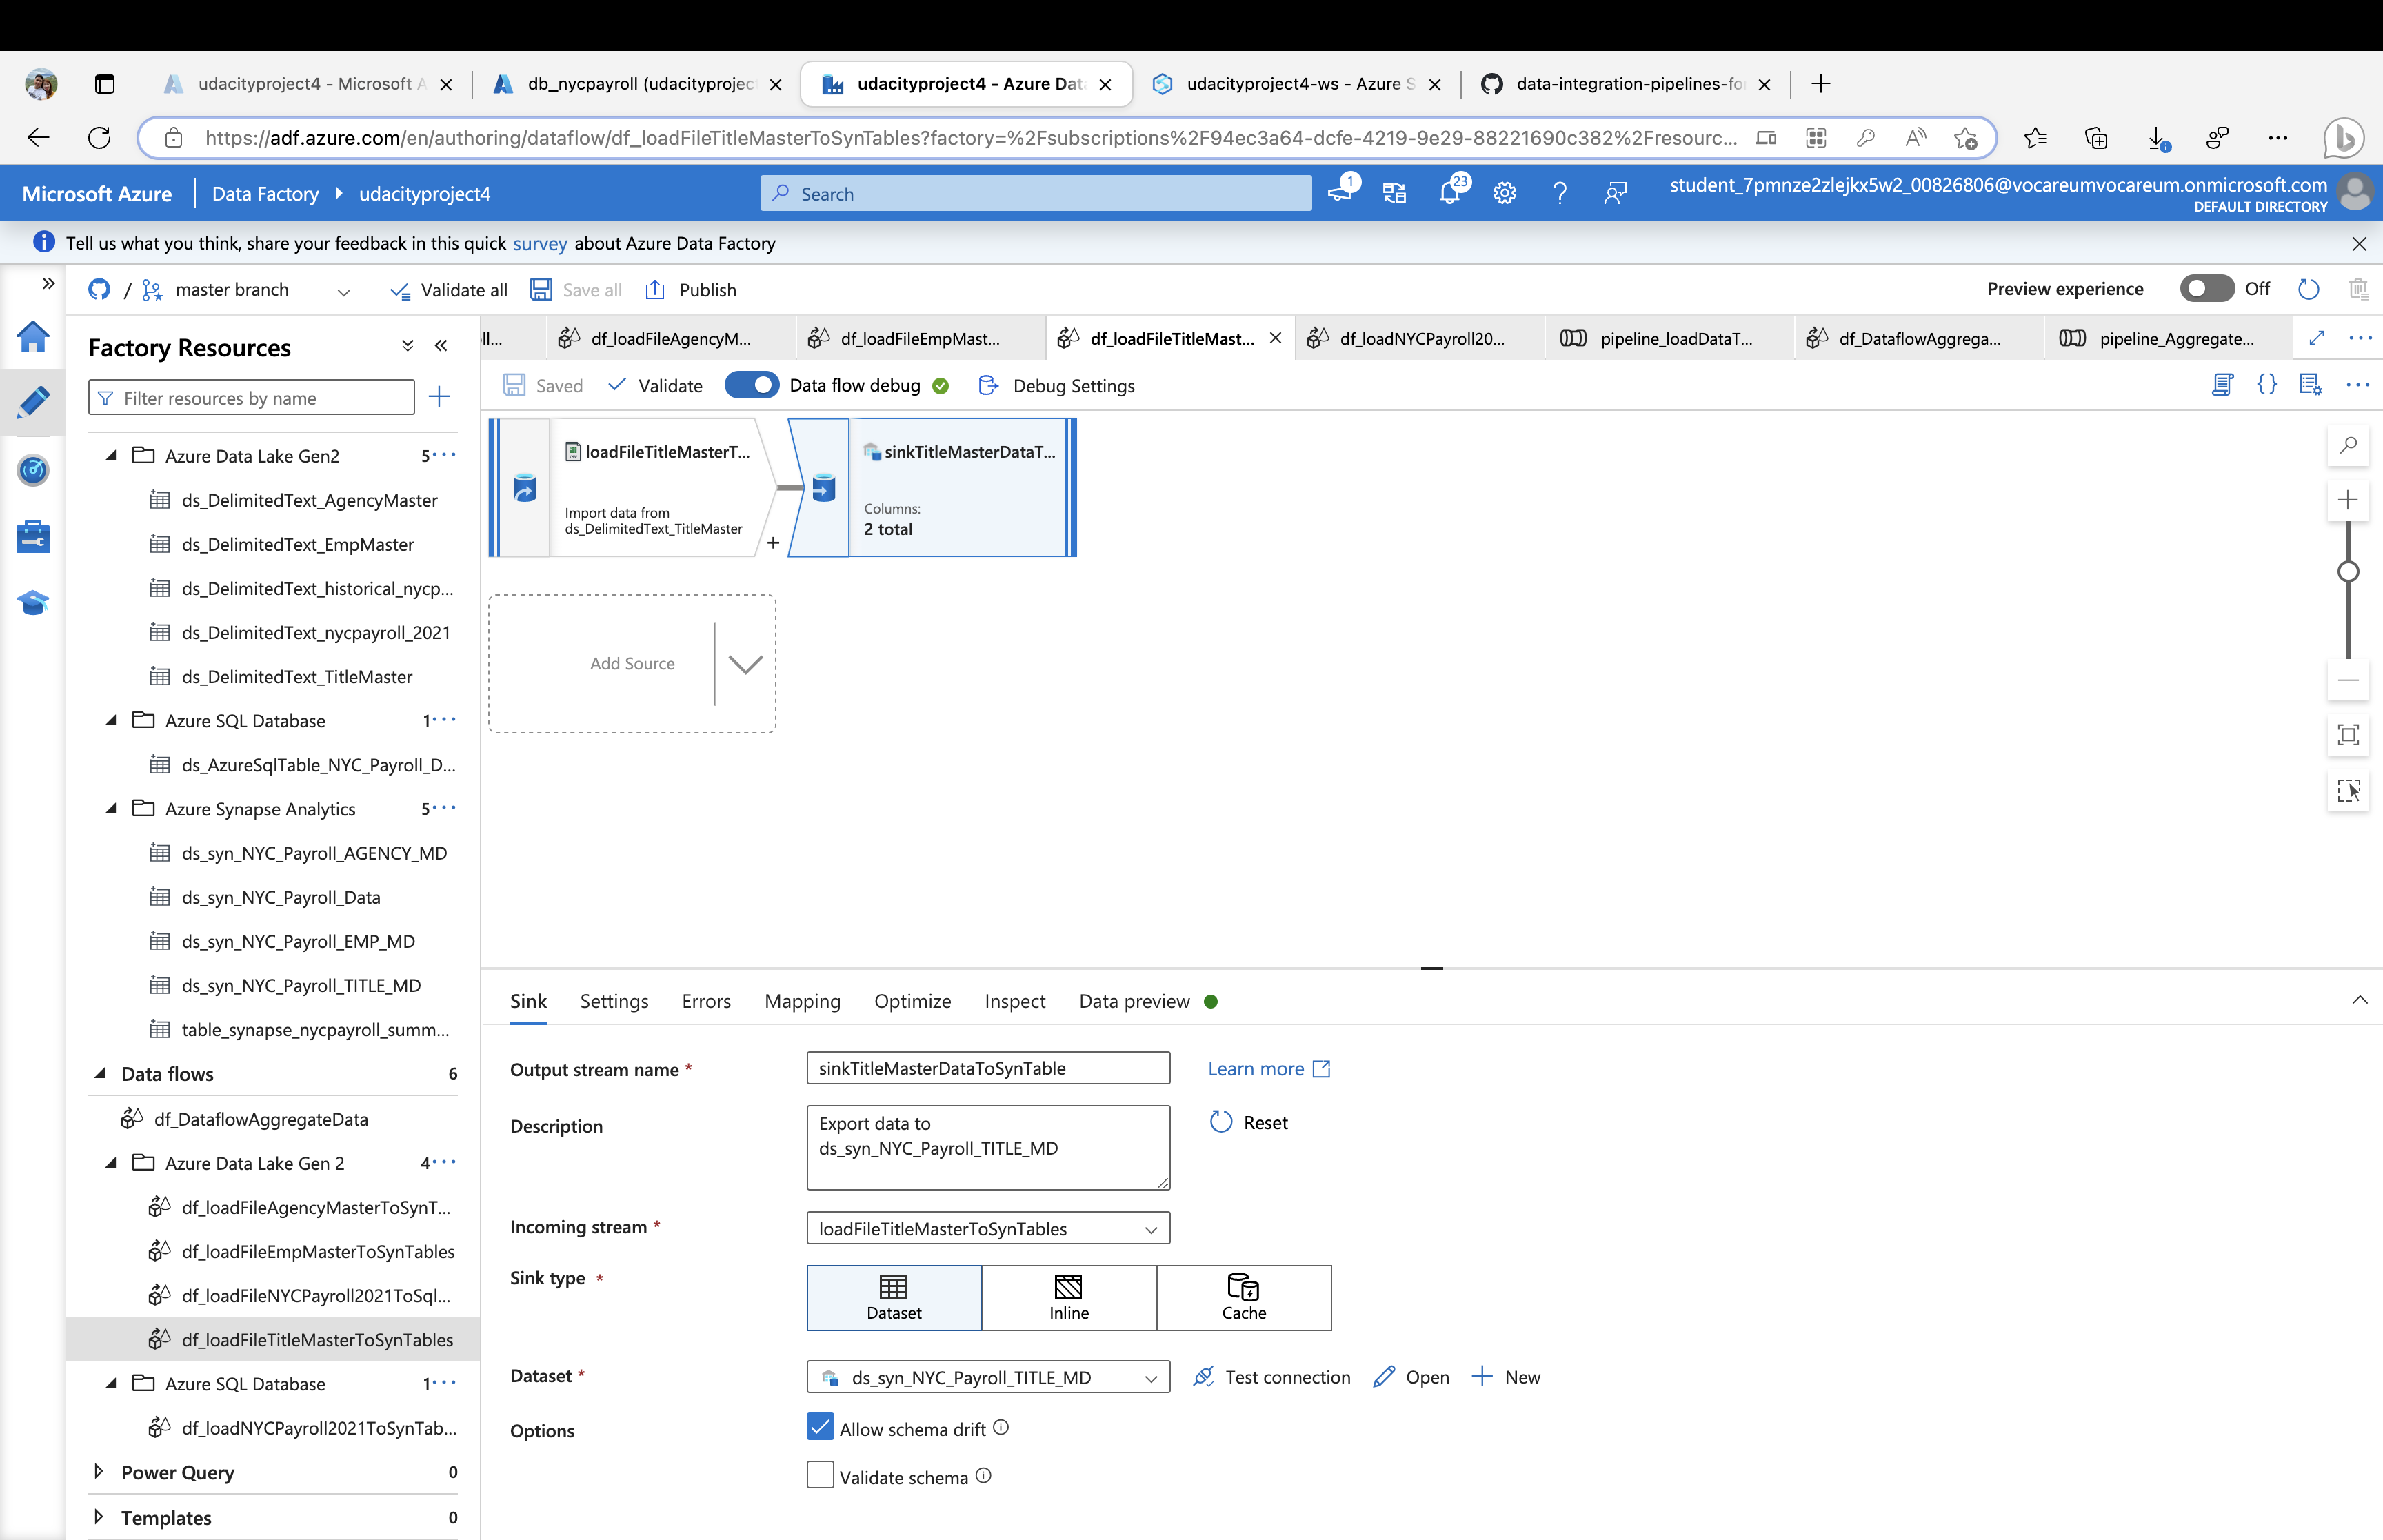 udacityproject4 - Microsoft A
db_nycpayroll (udacityprojec
udacityproject4 - Azure Dat
udacityproject4-ws - Azure S
data-integration-pipelines-fo
https://adf.azure.com/en/authoring/dataflow/df_loadFileTitleMasterToSynTables?factory=%2Fsubscriptions%2F94ec3a64-dcfe-4219-9e29-88221690c382%2Fresourc...
Microsoft Azure
Data Factory
udacityproject4
Search
1
23
student_7pmnze2zlejkx5w2_00826806@vocareumvocareum.onmicrosoft.com
DEFAULT DIRECTORY
Tell us what you think, share your feedback in this quick survey about Azure Data Factory
/ master branch
Validate all
Save all
Publish
Preview experience
Off
Factory Resources
Filter resources by name
Azure Data Lake Gen2 5
ds_DelimitedText_AgencyMaster
ds_DelimitedText_EmpMaster
ds_DelimitedText_historical_nycp...
ds_DelimitedText_nycpayroll_2021
ds_DelimitedText_TitleMaster
Azure SQL Database 1
ds_AzureSqlTable_NYC_Payroll_D...
Azure Synapse Analytics 5
ds_syn_NYC_Payroll_AGENCY_MD
ds_syn_NYC_Payroll_Data
ds_syn_NYC_Payroll_EMP_MD
ds_syn_NYC_Payroll_TITLE_MD
table_synapse_nycpayroll_summ...
Data flows 6
df_DataflowAggregateData
Azure Data Lake Gen 2 4
df_loadFileAgencyMasterToSynT...
df_loadFileEmpMasterToSynTables
df_loadFileNYCPayroll2021ToSql...
df_loadFileTitleMasterToSynTables
Azure SQL Database 1
df_loadNYCPayroll2021ToSynTab...
Power Query 0
Templates 0
ll...
df_loadFileAgencyM...
df_loadFileEmpMast...
df_loadFileTitleMast...
df_loadNYCPayroll20...
pipeline_loadDataT...
df_DataflowAggrega...
pipeline_Aggregate...
Saved
Validate
Data flow debug
Debug Settings
loadFileTitleMasterT...
Import data from
ds_DelimitedText_TitleMaster
+
sinkTitleMasterDataT...
Columns:
2 total
Add Source
Sink
Settings
Errors
Mapping
Optimize
Inspect
Data preview
Output stream name *
sinkTitleMasterDataToSynTable
Learn more
Description
Export data to
ds_syn_NYC_Payroll_TITLE_MD
Reset
Incoming stream *
loadFileTitleMasterToSynTables
Sink type *
Dataset
Inline
Cache
Dataset *
ds_syn_NYC_Payroll_TITLE_MD
Test connection
Open
New
Options
Allow schema drift
Validate schema